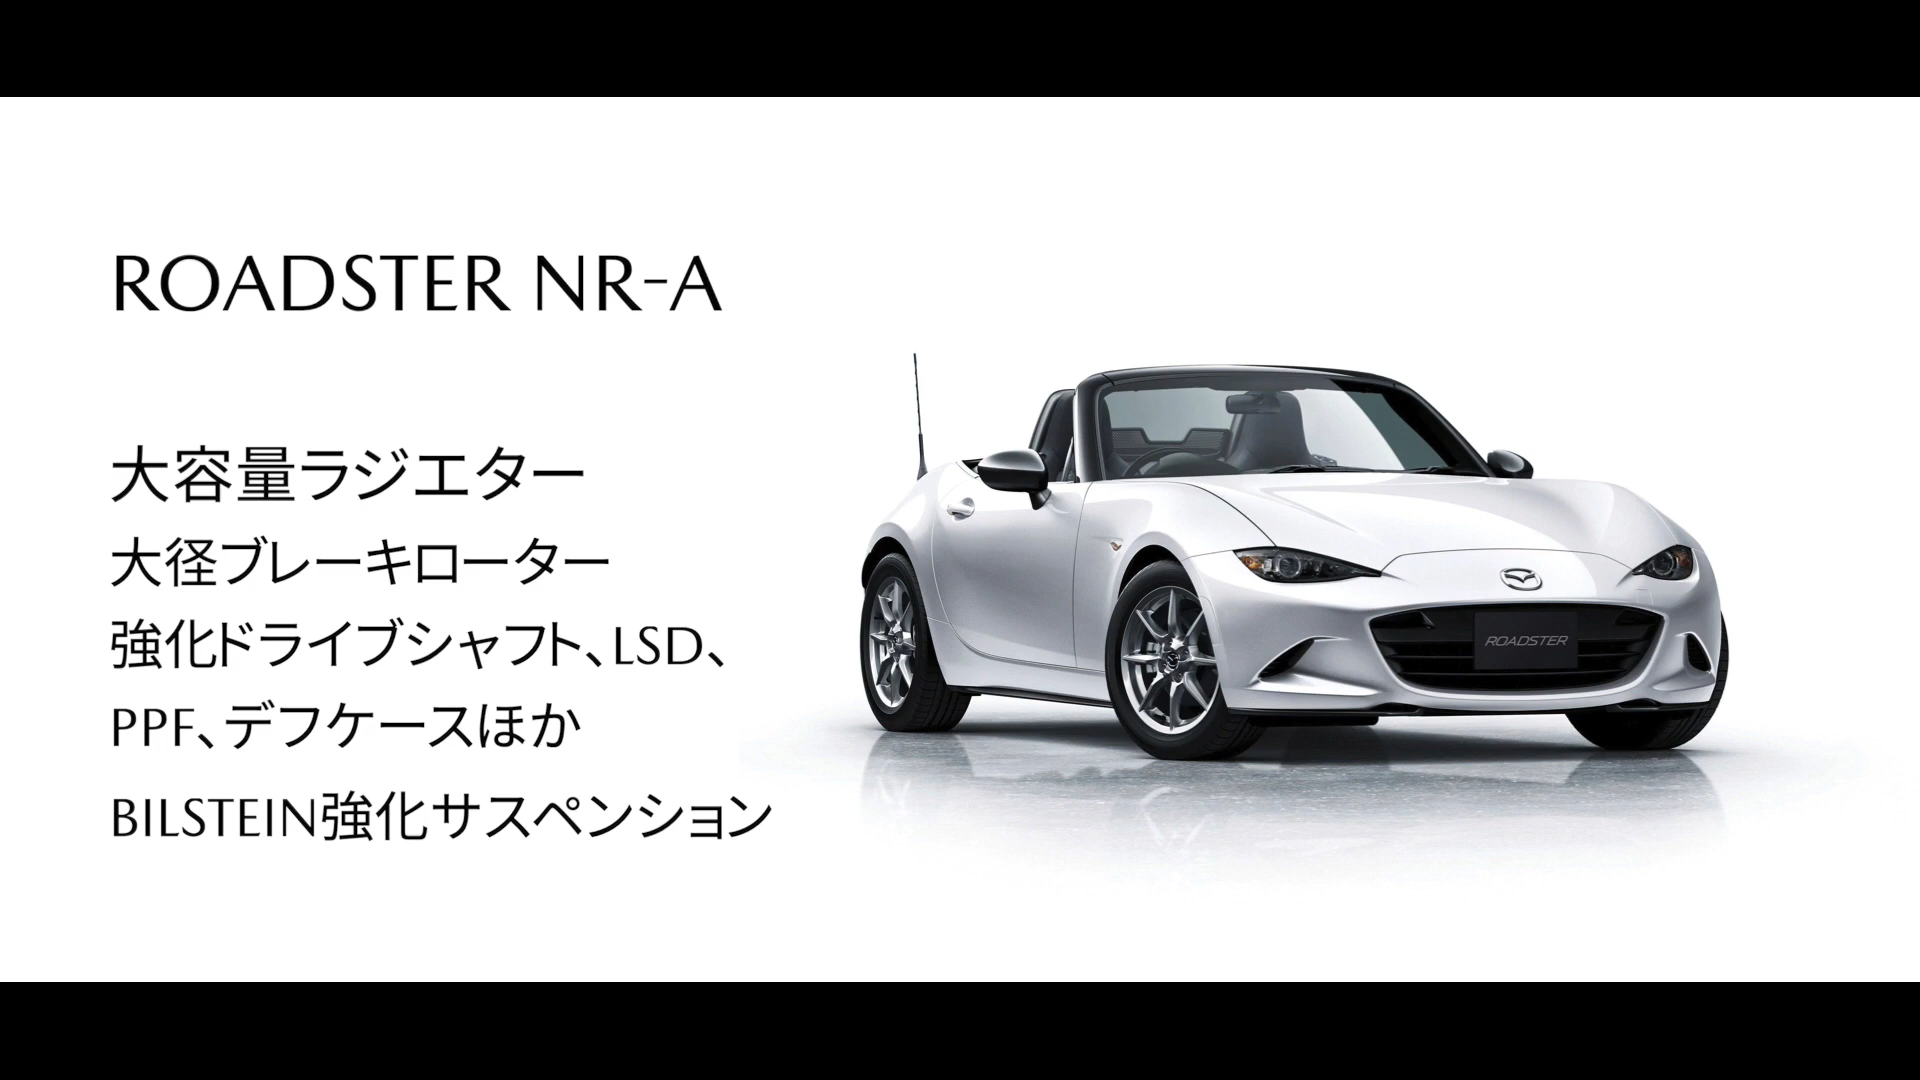 ROADSTER NR-A
大容量ラジエター
大径ブレーキローター
強化ドライブシャフト、LSD、
PPF、デフケースほか
BILSTEIN強化サスペンション
ROADSTER